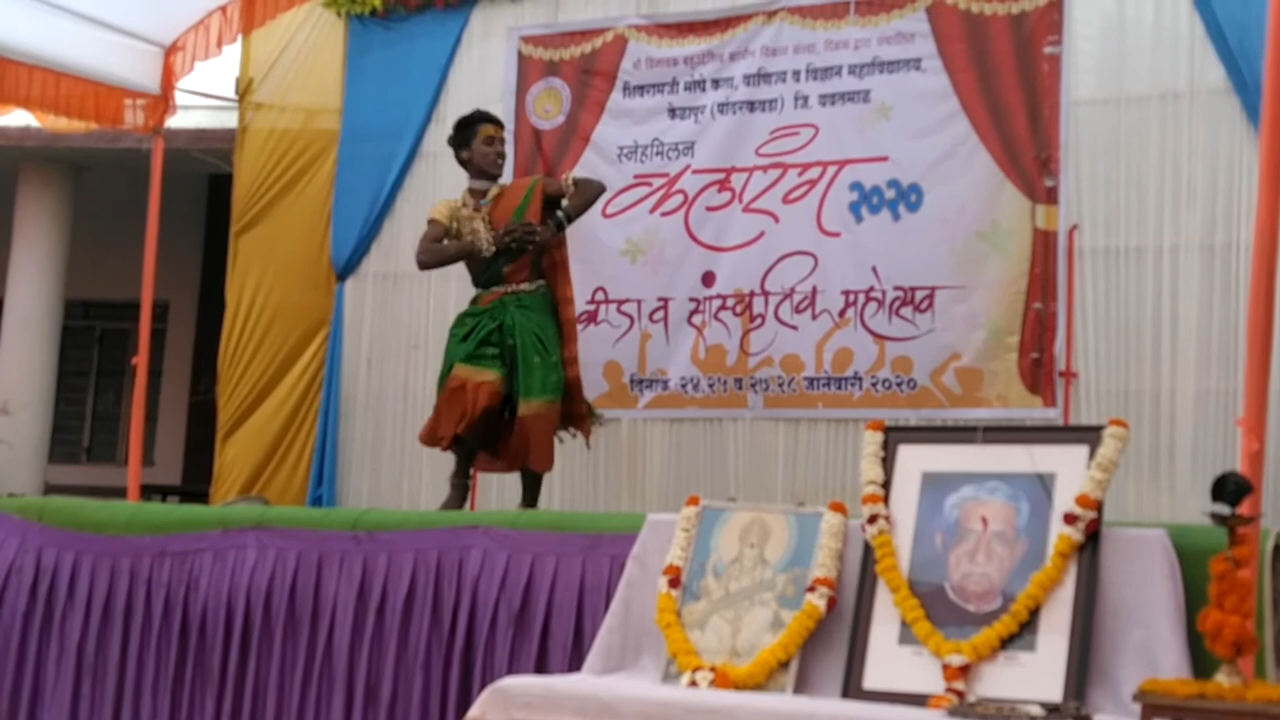 शिवरामजी मोघे कला, वाणिज्य व विज्ञान महाविद्यालय,
केळापूर (पांढरकवडा) जि. यवतमाळ
स्नेहमिलन
कलारंग २०२०
क्रीडा व सांस्कृतिक महोत्सव
दिनांक २४.२५ व २७.२८ जानेवारी २०२०